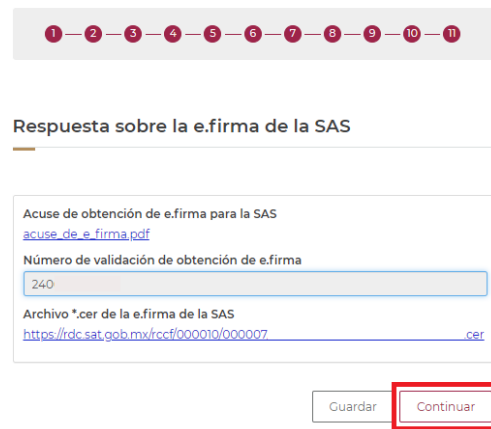 1 2 3 4 5 6 7 8 9 10 11
Respuesta sobre la e.firma de la SAS
Acuse de obtención de e.firma para la SAS
acuse_de_e_firma.pdf
Número de validación de obtención de e.firma
240
Archivo *.cer de la e.firma de la SAS
https://rdc.sat.gob.mx/rccf/000010/000007 .cer
Guardar Continuar